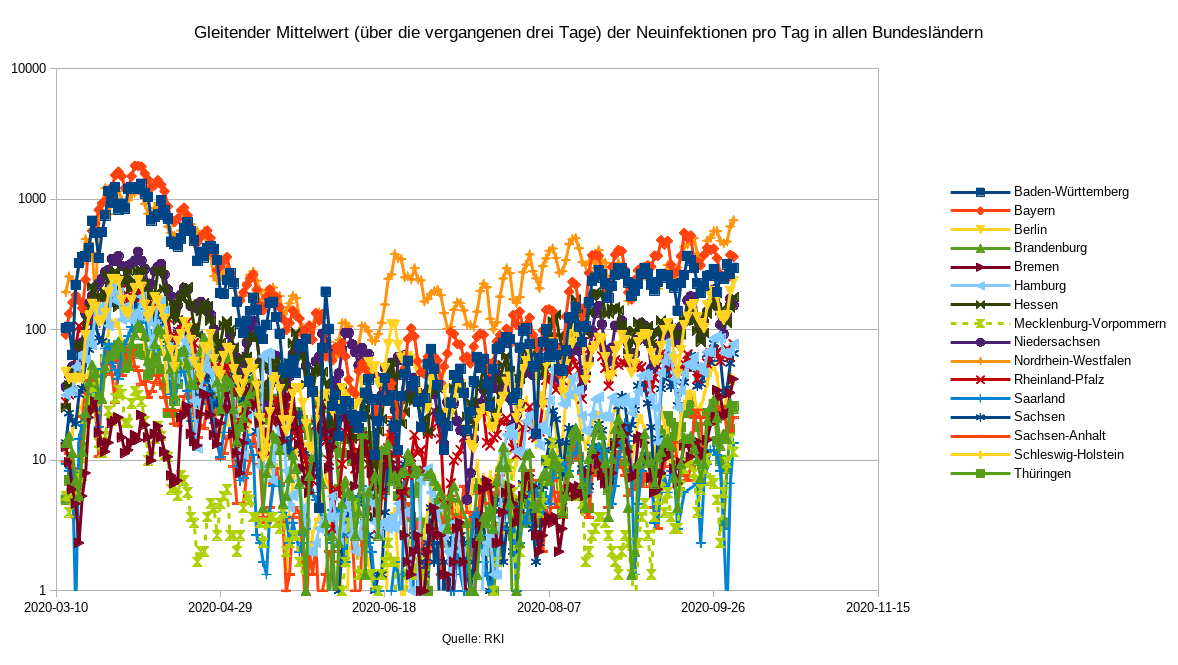 Gleitender Mittelwert (über die vergangenen drei Tage) der Neuinfektionen pro Tag in allen Bundesländern
10000
1000
100
10
1
2020-03-10 2020-04-29 2020-06-18 2020-08-07 2020-09-26 2020-11-15
Quelle: RKI
Baden-Württemberg
Bayern
Berlin
Brandenburg
Bremen
Hamburg
Hessen
Mecklenburg-Vorpommern
Niedersachsen
Nordrhein-Westfalen
Rheinland-Pfalz
Saarland
Sachsen
Sachsen-Anhalt
Schleswig-Holstein
Thüringen